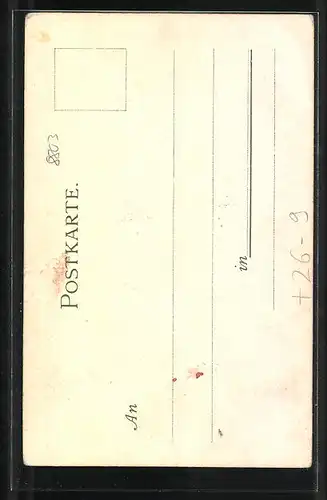 POSTKARTE.
8803
An
in
+26-9